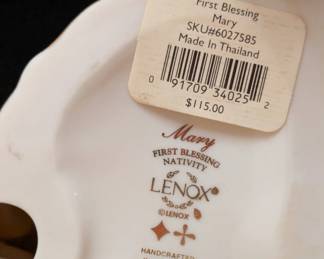 First Blessing
Mary
SKU#6027585
Made In Thailand
0 91709 34025 2
$115.00
Mary
FIRST BLESSING
NATIVITY
LENOX®
©LENOX
HANDCRAFTED